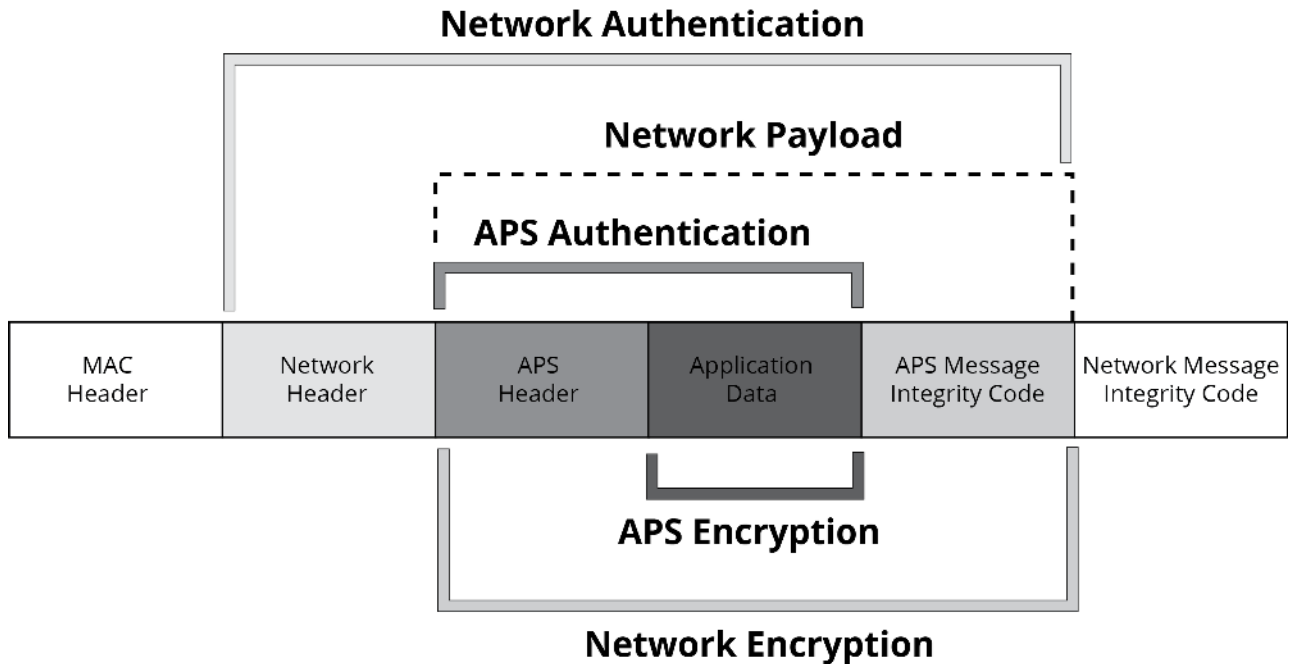 Network Authentication
Network Payload
APS Authentication
MAC
Header
Network
Header
APS
Header
Application
Data
APS Message
Integrity Code
Network Message
Integrity Code
APS Encryption
Network Encryption